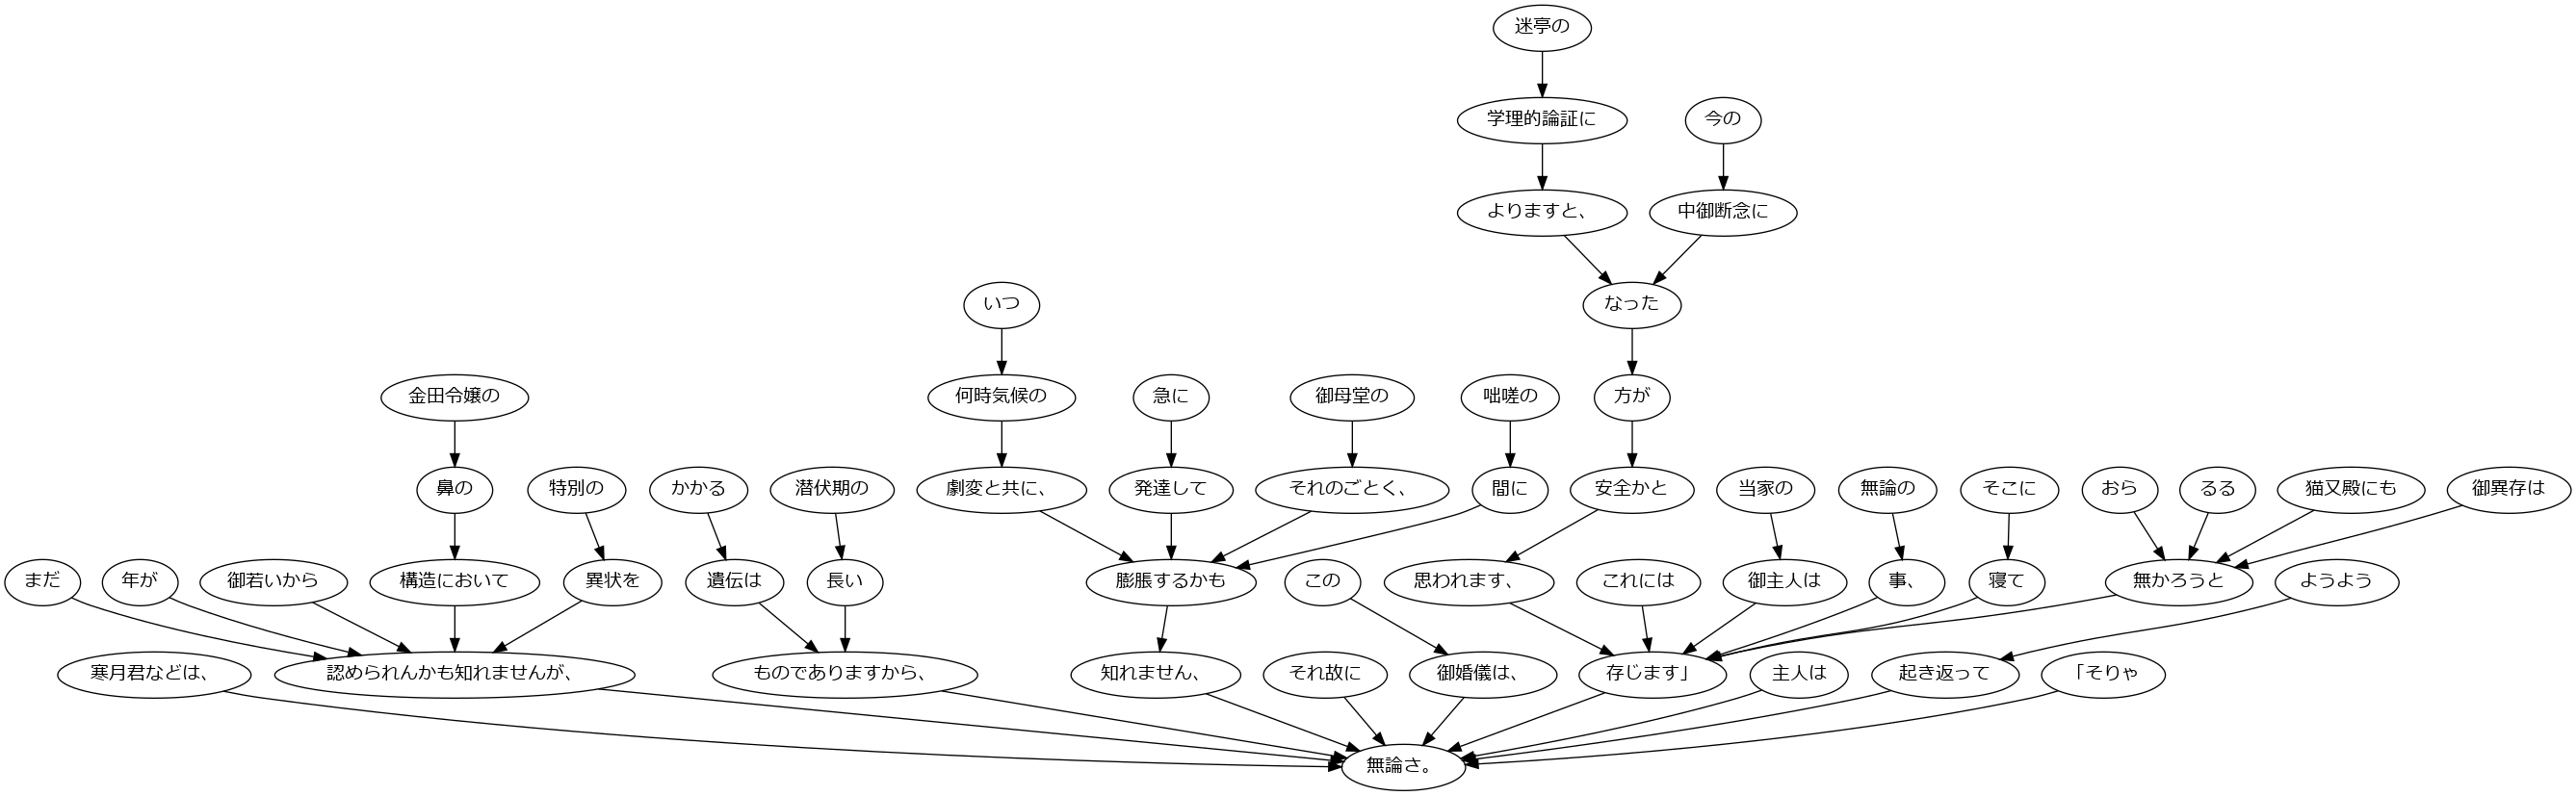 迷亭の
学理的論証に
今の
よりますと、
中御断念に
いつ
なった
金田令嬢の
何時気候の
急に
御母堂の
咄嗟の
方が
鼻の
特別の
かかる
潜伏期の
劇変と共に、
発達して
それのごとく、
間に
安全かと
当家の
無論の
そこに
おら
るる
猫又殿にも
御異存は
まだ
年が
御若いから
構造において
異状を
遺伝は
長い
膨脹するかも
この
思われます、
これには
御主人は
事、
寝て
無かろうと
ようよう
寒月君などは、
認められんかも知れませんが、
ものでありますから、
知れません、
それ故に
御婚儀は、
存じます」
主人は
起き返って
「そりゃ
無論さ。